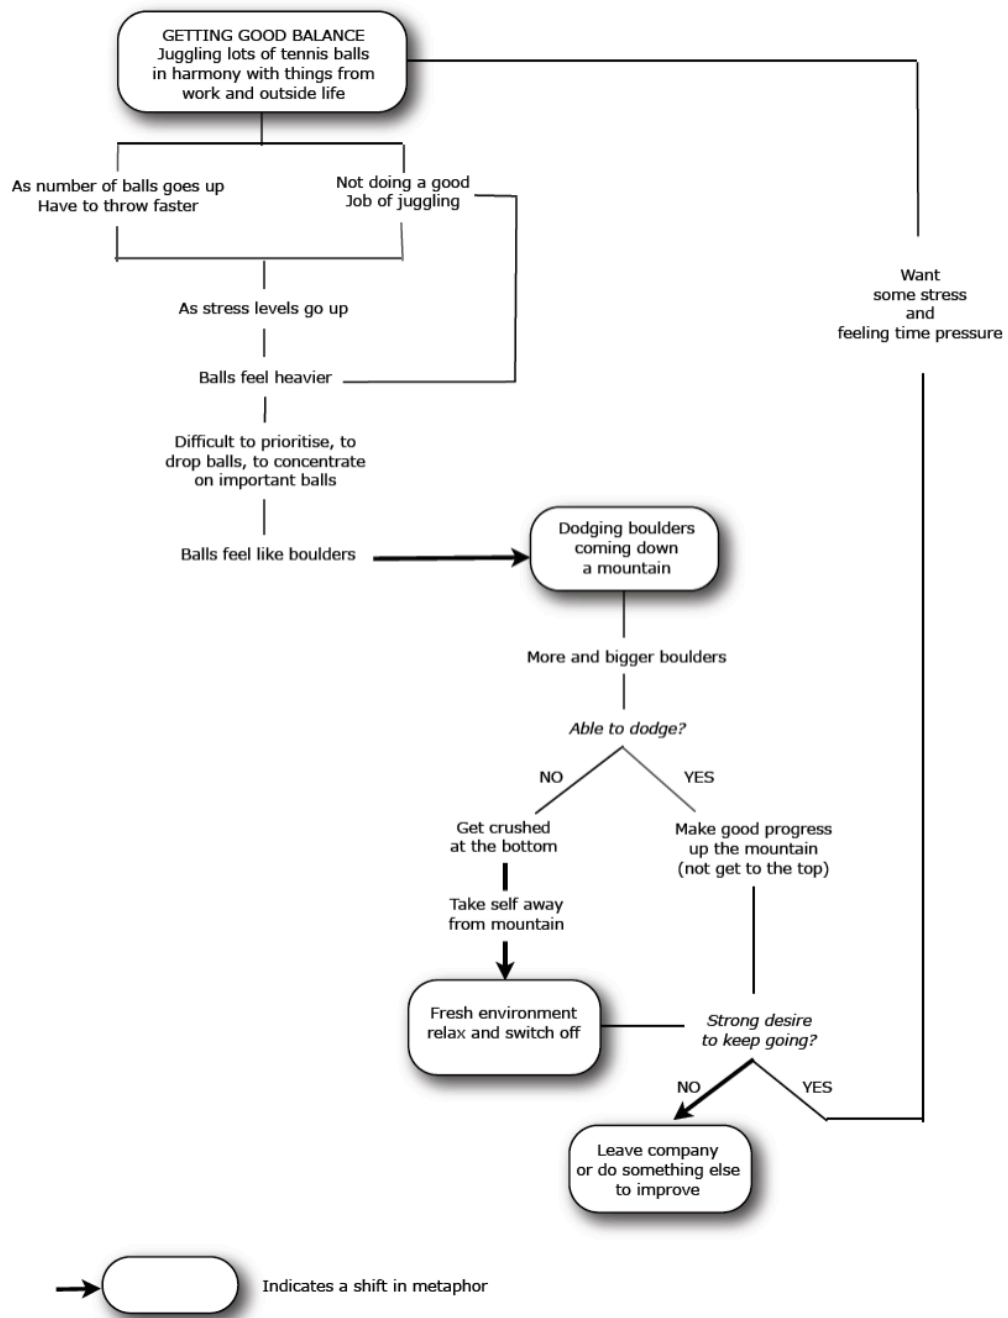 GETTING GOOD BALANCE
Juggling lots of tennis balls
in harmony with things from
work and outside life
As number of balls goes up
Have to throw faster
Not doing a good
Job of juggling
As stress levels go up
Balls feel heavier
Difficult to prioritise, to
drop balls, to concentrate
on important balls
Balls feel like boulders
Want
some stress
and
feeling time pressure
Dodging boulders
coming down
a mountain
More and bigger boulders
Able to dodge?
NO
YES
Get crushed
at the bottom
Make good progress
up the mountain
(not get to the top)
Take self away
from mountain
Fresh environment
relax and switch off
Strong desire
to keep going?
NO
YES
Leave company
or do something else
to improve
Indicates a shift in metaphor